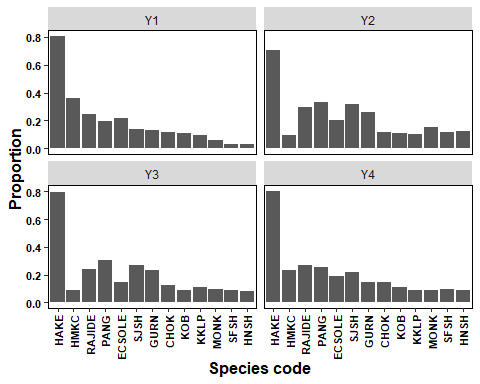 Y1
Y2
0.8
0.6
0.4
0.2
0.0
Y3
Y4
0.8
0.6
0.4
0.2
0.0
Proportion
HAKE
HMKC
RAJIDE
PANG
ECSOLE
SJSH
GURN
CHOK
KOB
KKLP
MONK
SFSH
HNSH
HAKE
HMKC
RAJIDE
PANG
ECSOLE
SJSH
GURN
CHOK
KOB
KKLP
MONK
SFSH
HNSH
Species code